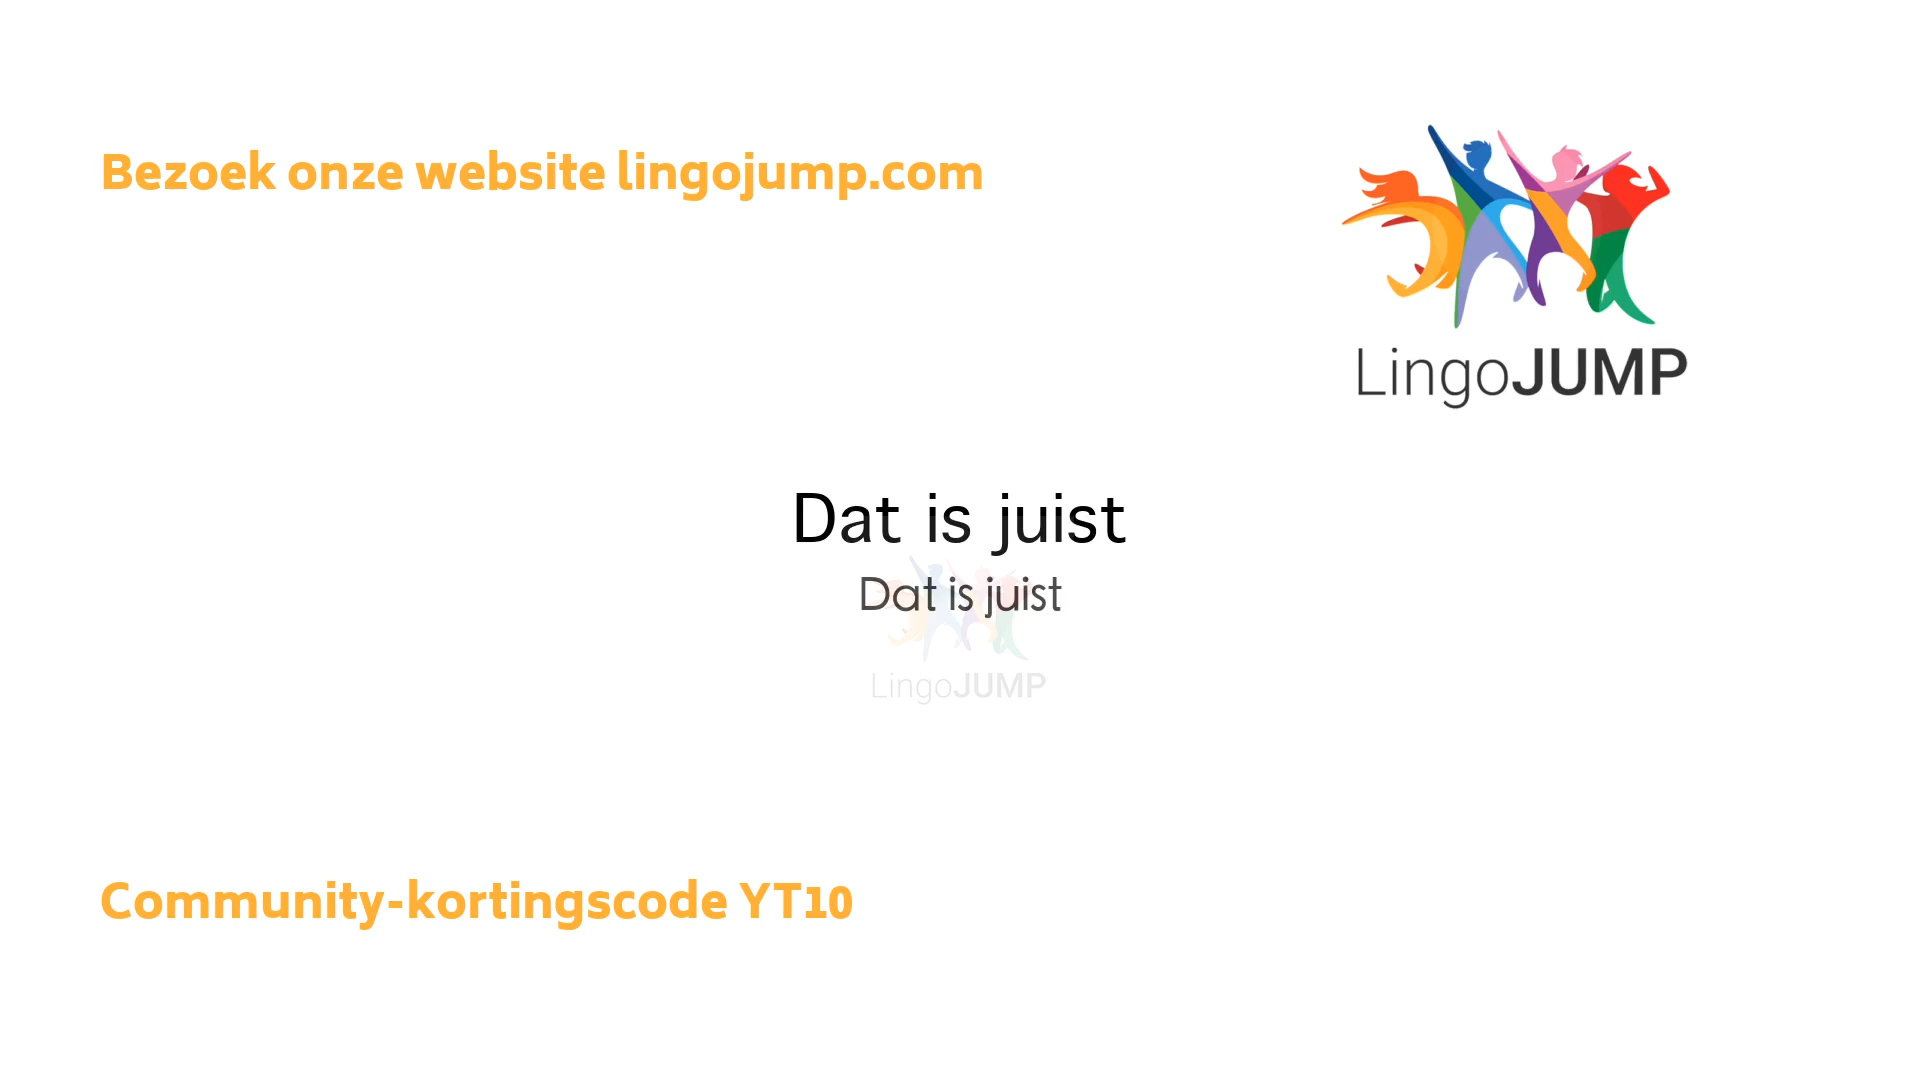 Bezoek onze website lingojump.com
LingoJUMP
Dat is juist
Dat is juist
LingoJUMP
Community-kortingscode YT10